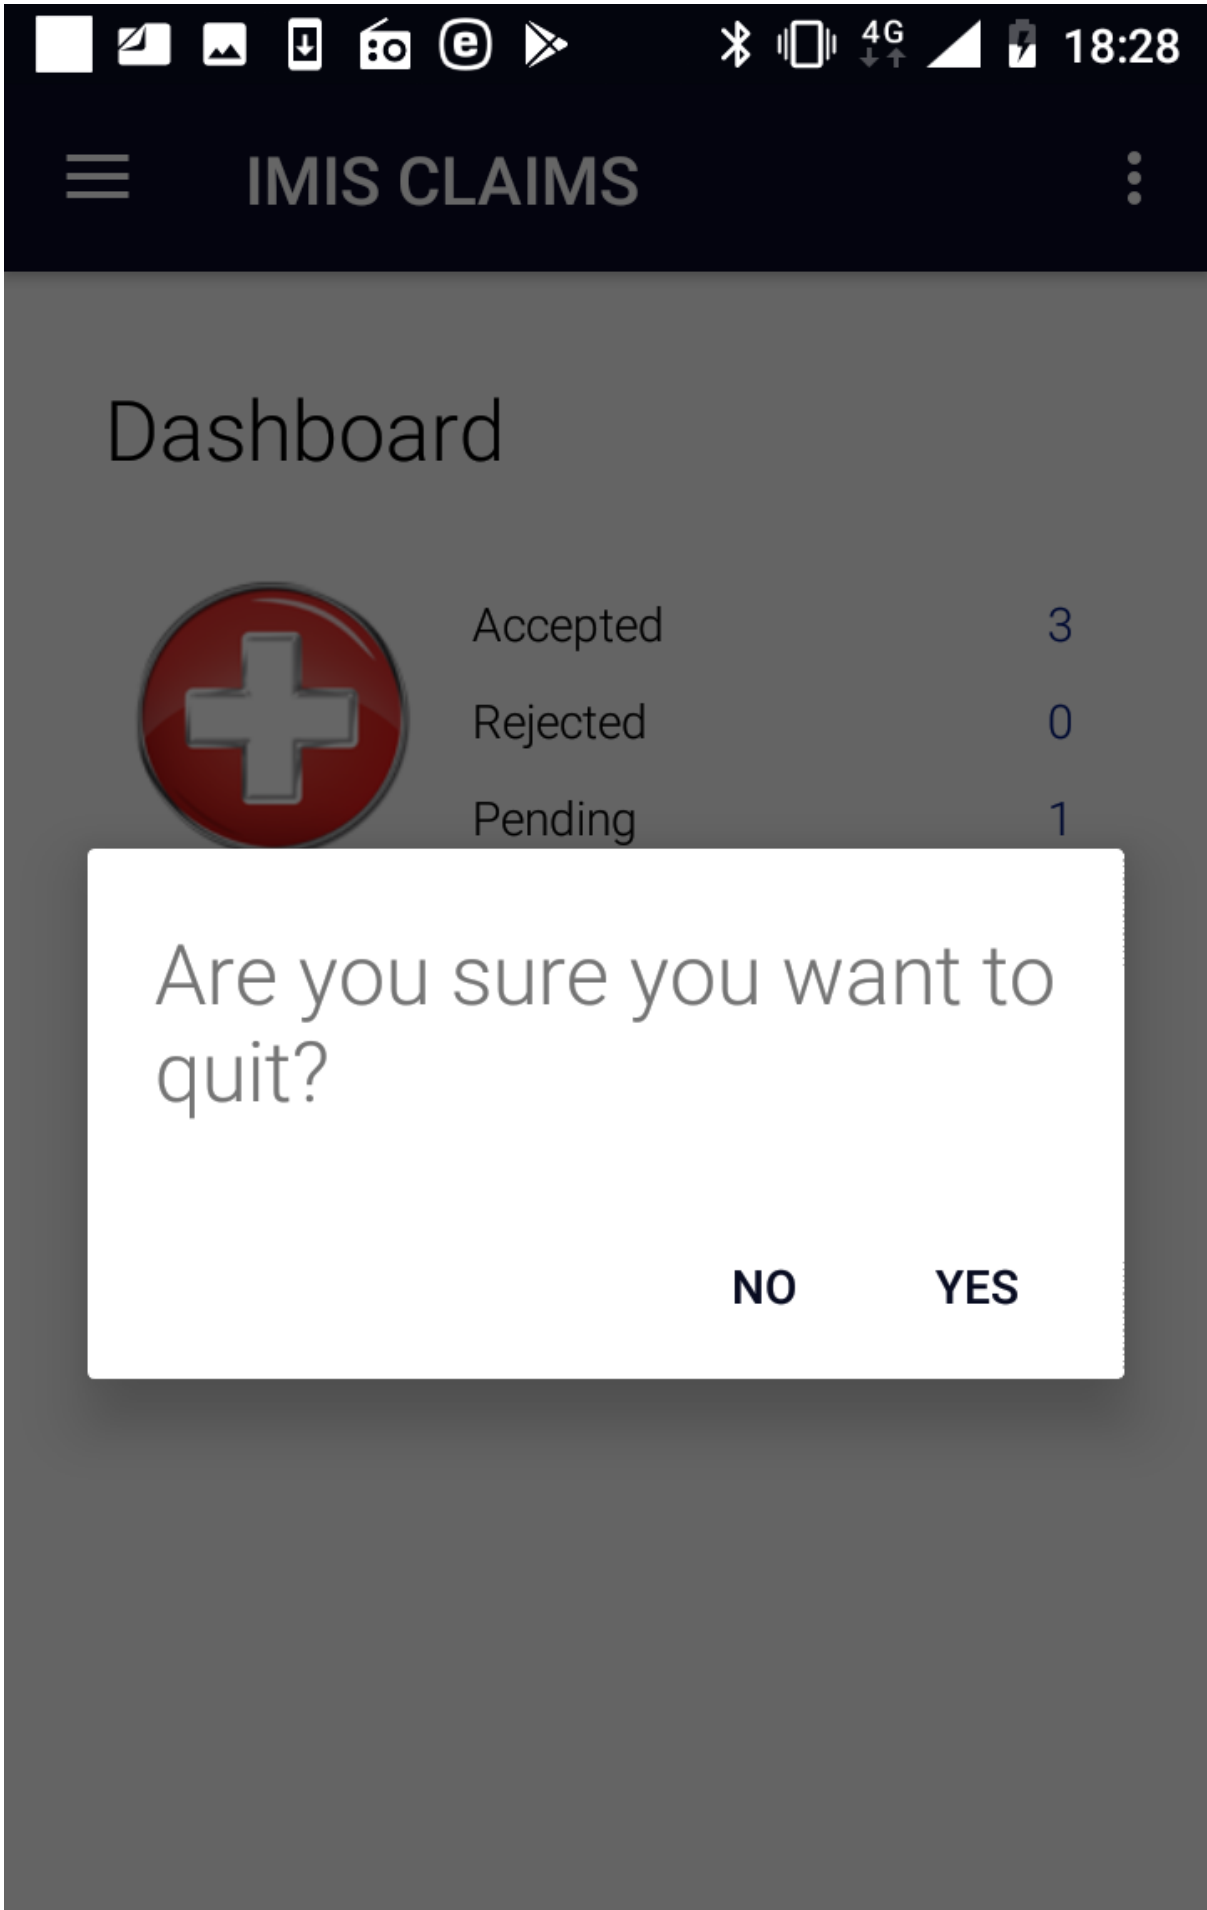 4G 18:28
IMIS CLAIMS
Dashboard
Accepted 3
Rejected 0
Pending 1
Are you sure you want to
quit?
NO YES